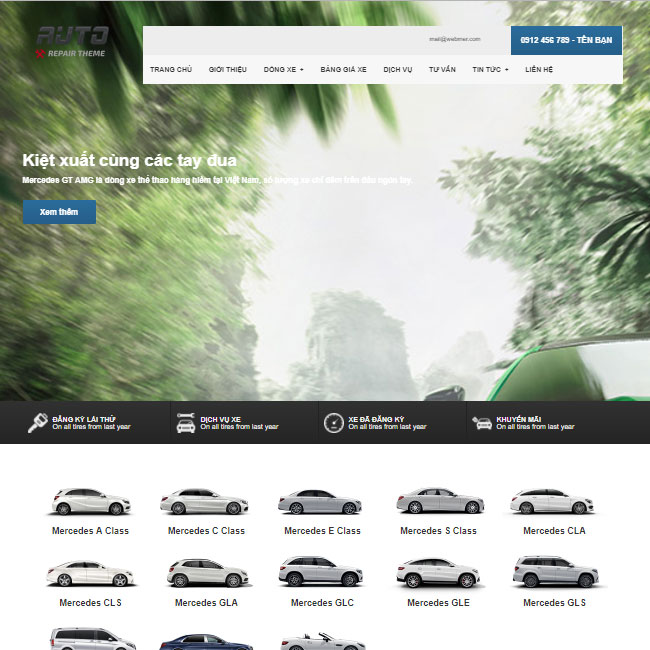 AUTO
REPAIR THEME
mail@webmer.com
0912 456 789 - TÊN BẠN
TRANG CHỦ GIỚI THIỆU DÒNG XE + BẢNG GIÁ XE DỊCH VỤ TƯ VẤN TIN TỨC + LIÊN HỆ
Kiệt xuất cùng các tay đua
Mercedes GT AMG là dòng xe thể thao hàng hiếm tại Việt Nam, số lượng xe chỉ đếm trên đầu ngón tay.
Xem thêm
ĐĂNG KÝ LÁI THỬ
On all tires from last year
DỊCH VỤ XE
On all tires from last year
XE ĐÃ ĐĂNG KÝ
On all tires from last year
KHUYẾN MÃI
On all tires from last year
Mercedes A Class
Mercedes C Class
Mercedes E Class
Mercedes S Class
Mercedes CLA
Mercedes CLS
Mercedes GLA
Mercedes GLC
Mercedes GLE
Mercedes GLS